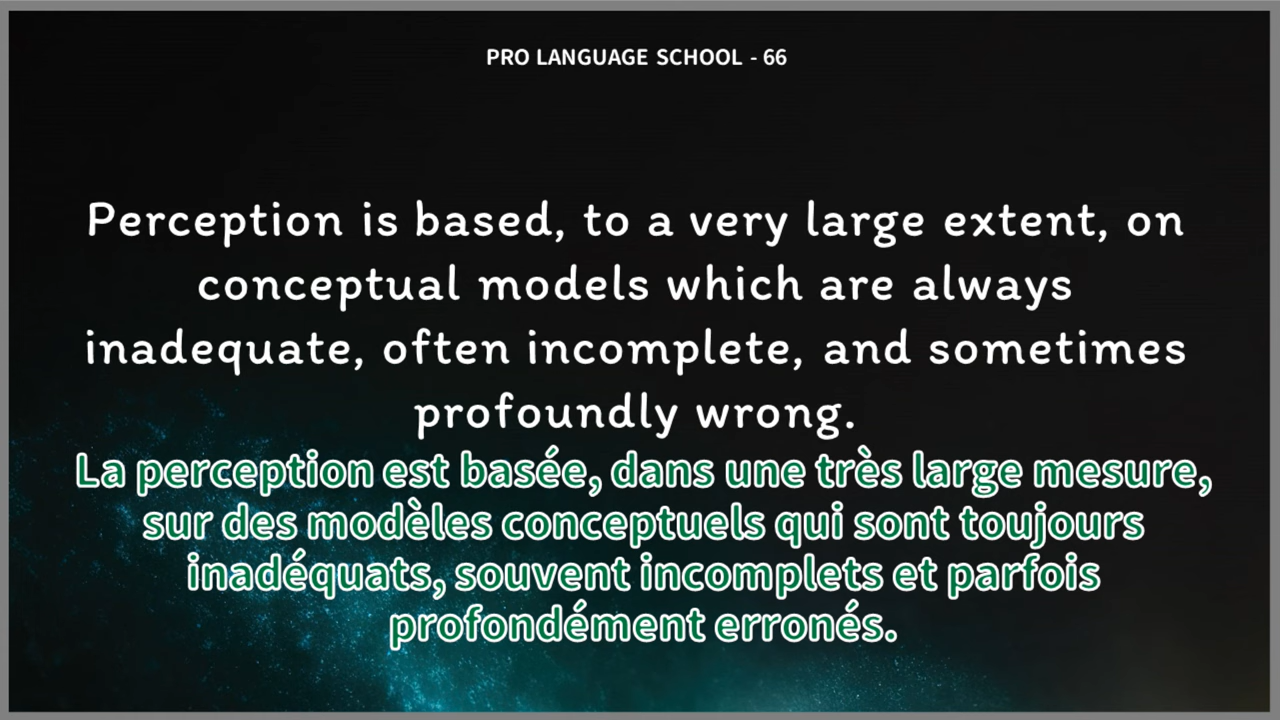 PRO LANGUAGE SCHOOL - 66
Perception is based, to a very large extent, on
conceptual models which are always
inadequate, often incomplete, and sometimes
profoundly wrong.
La perception est basée, dans une très large mesure,
sur des modèles conceptuels qui sont toujours
inadéquats, souvent incomplets et parfois
profondément erronés.